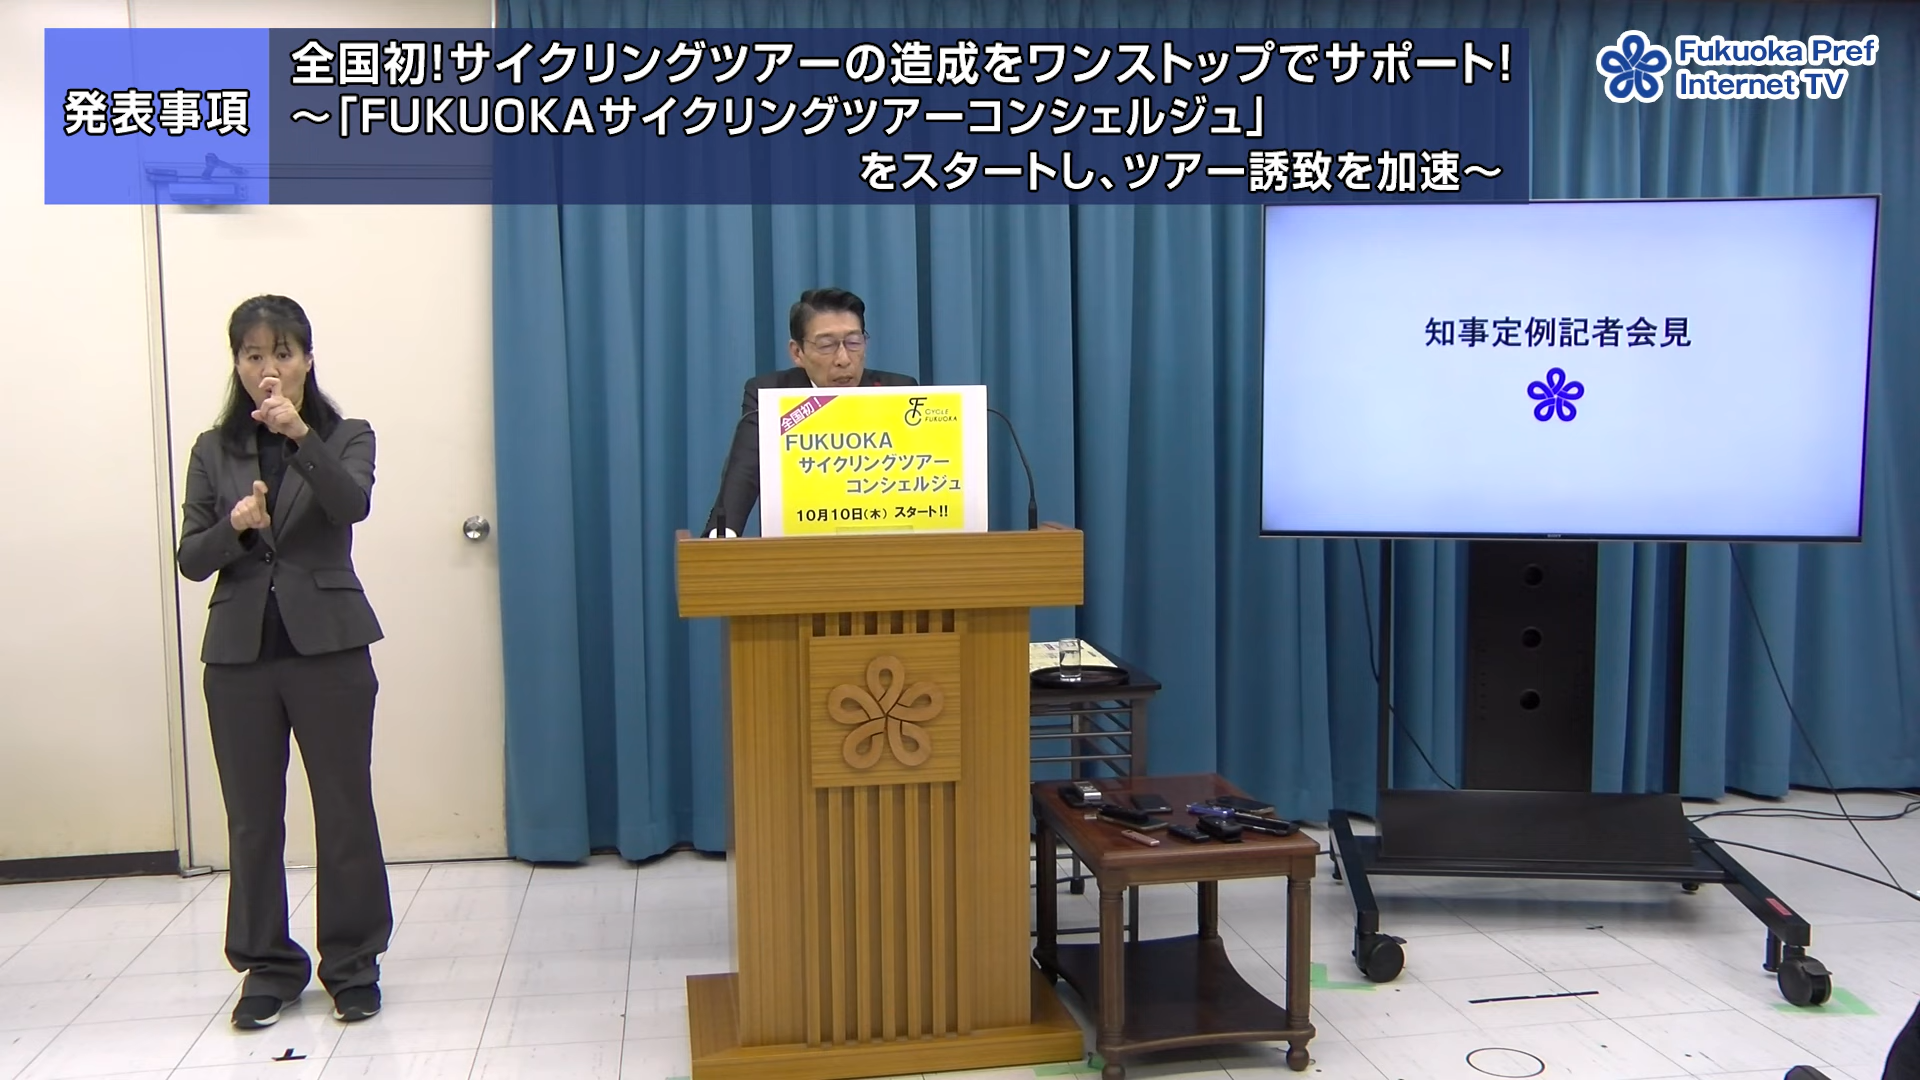 発表事項
全国初!サイクリングツアーの造成をワンストップでサポート!
～「FUKUOKAサイクリングツアーコンシェルジュ」
をスタートし、ツアー誘致を加速～
Fukuoka Pref
Internet TV
知事定例記者会見
全国初!
CYCLE
FUKUOKA
FUKUOKA
サイクリングツアー
コンシェルジュ
10月10日(木) スタート!!
SONY